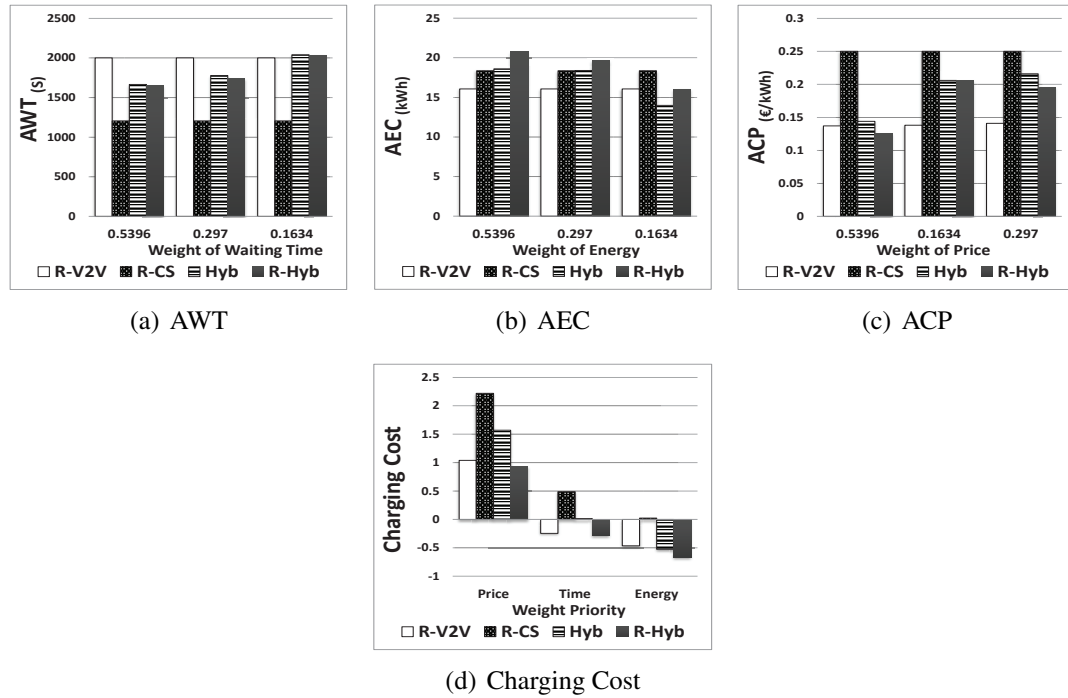 2500
2000
1500
1000
500
0
AWT (S)
0.5396 0.297 0.1634
Weight of Waiting Time
R-V2V R-CS Hyb R-Hyb
(a) AWT
25
20
15
10
5
0
AEC (kWh)
0.5396 0.297 0.1634
Weight of Energy
R-V2V R-CS Hyb R-Hyb
(b) AEC
0.3
0.25
0.2
0.15
0.1
0.05
0
ACP (€/kWh)
0.5396 0.1634 0.297
Weight of Price
R-V2V R-CS Hyb R-Hyb
(c) ACP
2.5
2
1.5
1
0.5
0
-0.5
-1
Charging Cost
Price Time Energy
Weight Priority
R-V2V R-CS Hyb R-Hyb
(d) Charging Cost